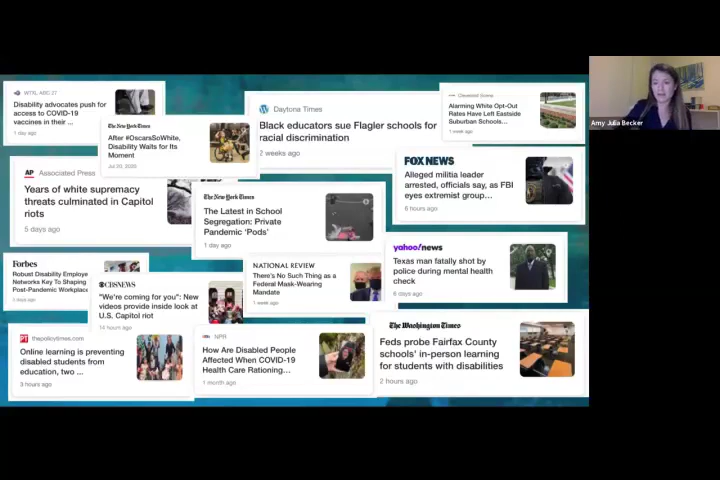 WTXL ABC 27
Disability advocates push for
access to COVID-19
vaccines in their ...
1 day ago
The New York Times
After #OscarsSoWhite,
Disability Waits for Its
Moment
Jul 20, 2020
Daytona Times
Black educators sue Flagler schools for
racial discrimination
2 weeks ago
Cleveland Scene
Alarming White Opt-Out
Rates Have Left Eastside
Suburban Schools...
1 week ago
Amy Julia Becker
AP Associated Press
Years of white supremacy
threats culminated in Capitol
riots
5 days ago
The New York Times
The Latest in School
Segregation: Private
Pandemic ‘Pods’
1 day ago
FOX NEWS
Alleged militia leader
arrested, officials say, as FBI
eyes extremist group...
6 hours ago
Forbes
Robust Disability Employe
Networks Key To Shaping
Post-Pandemic Workplac
CBSNEWS
"We're coming for you": New
videos provide inside look at
U.S. Capitol riot
14 hours ago
NATIONAL REVIEW
There's No Such Thing as a
Federal Mask-Wearing
Mandate
1 week ago
yahoo!news
Texas man fatally shot by
police during mental health
check
6 days ago
PT thepolicytimes.com
Online learning is preventing
disabled students from
education, two ...
3 hours ago
NPR
How Are Disabled People
Affected When COVID-19
Health Care Rationing...
1 month ago
The Washington Times
Feds probe Fairfax County
schools' in-person learning
for students with disabilities
2 hours ago